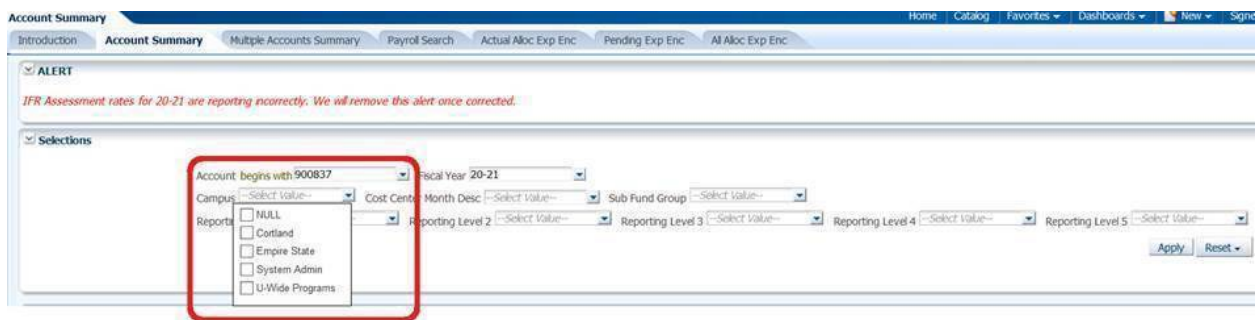 Account Summary Home Catalog Favorites Dashboards New Signe
Introduction Account Summary Multiple Accounts Summary Payroll Search Actual Alloc Exp Enc Pending Exp Enc All Alloc Exp Enc
ALERT
IFR Assessment rates for 20-21 are reporting incorrectly. We will remove this alert once corrected.
Selections
Account begins with 900837 Fiscal Year 20-21
Campus --Select Value-- Cost Center Month Desc --Select Value-- Sub Fund Group --Select Value--
Reporti Reporting Level 2 --Select Value-- Reporting Level 3 --Select Value-- Reporting Level 4 --Select Value-- Reporting Level 5 --Select Value--
NULL
Cortland
Empire State
System Admin
U-Wide Programs
Apply Reset